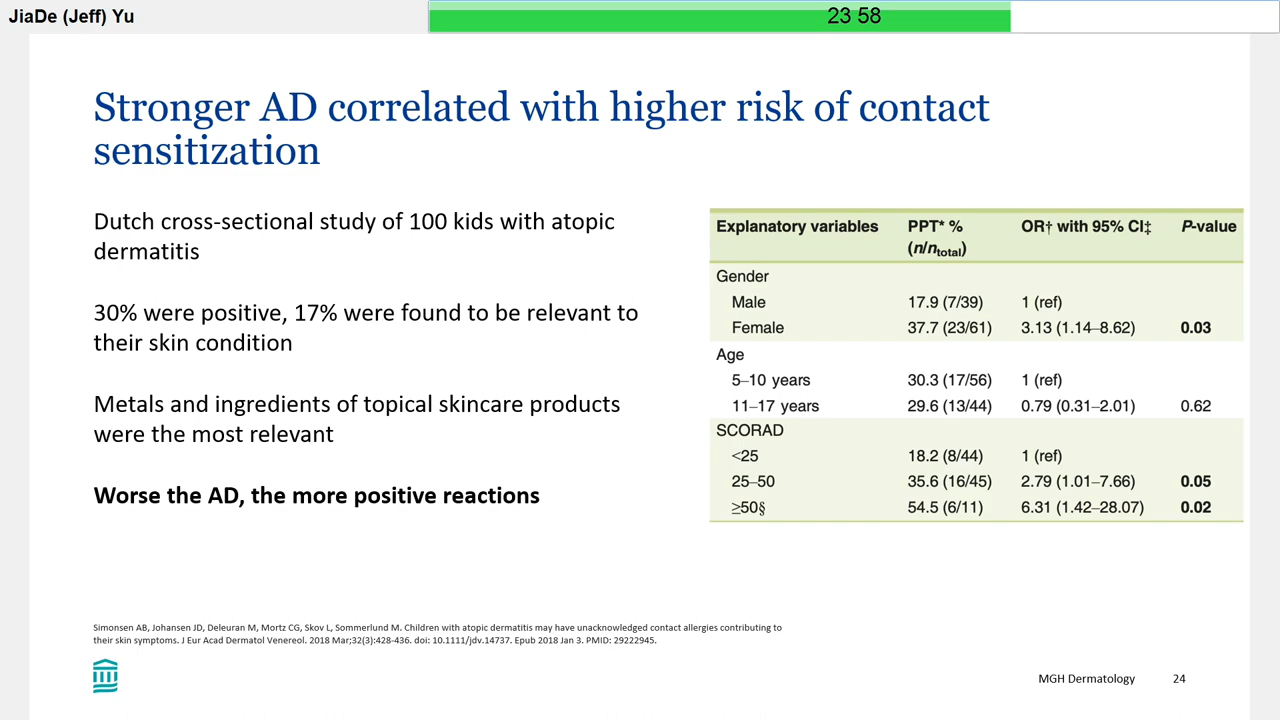 JiaDe (Jeff) Yu
23 58
Stronger AD correlated with higher risk of contact
sensitization
Dutch cross-sectional study of 100 kids with atopic
dermatitis
30% were positive, 17% were found to be relevant to
their skin condition
Metals and ingredients of topical skincare products
were the most relevant
Worse the AD, the more positive reactions
Explanatory variables PPT* % OR† with 95% CI‡ P-value
(n/ntotal)
Gender
Male 17.9 (7/39) 1 (ref)
Female 37.7 (23/61) 3.13 (1.14–8.62) 0.03
Age
5–10 years 30.3 (17/56) 1 (ref)
11–17 years 29.6 (13/44) 0.79 (0.31–2.01) 0.62
SCORAD
<25 18.2 (8/44) 1 (ref)
25–50 35.6 (16/45) 2.79 (1.01–7.66) 0.05
≥50§ 54.5 (6/11) 6.31 (1.42–28.07) 0.02
Simonsen AB, Johansen JD, Deleuran M, Mortz CG, Skov L, Sommerlund M. Children with atopic dermatitis may have unacknowledged contact allergies contributing to
their skin symptoms. J Eur Acad Dermatol Venereol. 2018 Mar;32(3):428-436. doi: 10.1111/jdv.14737. Epub 2018 Jan 3. PMID: 29222945.
MGH Dermatology 24